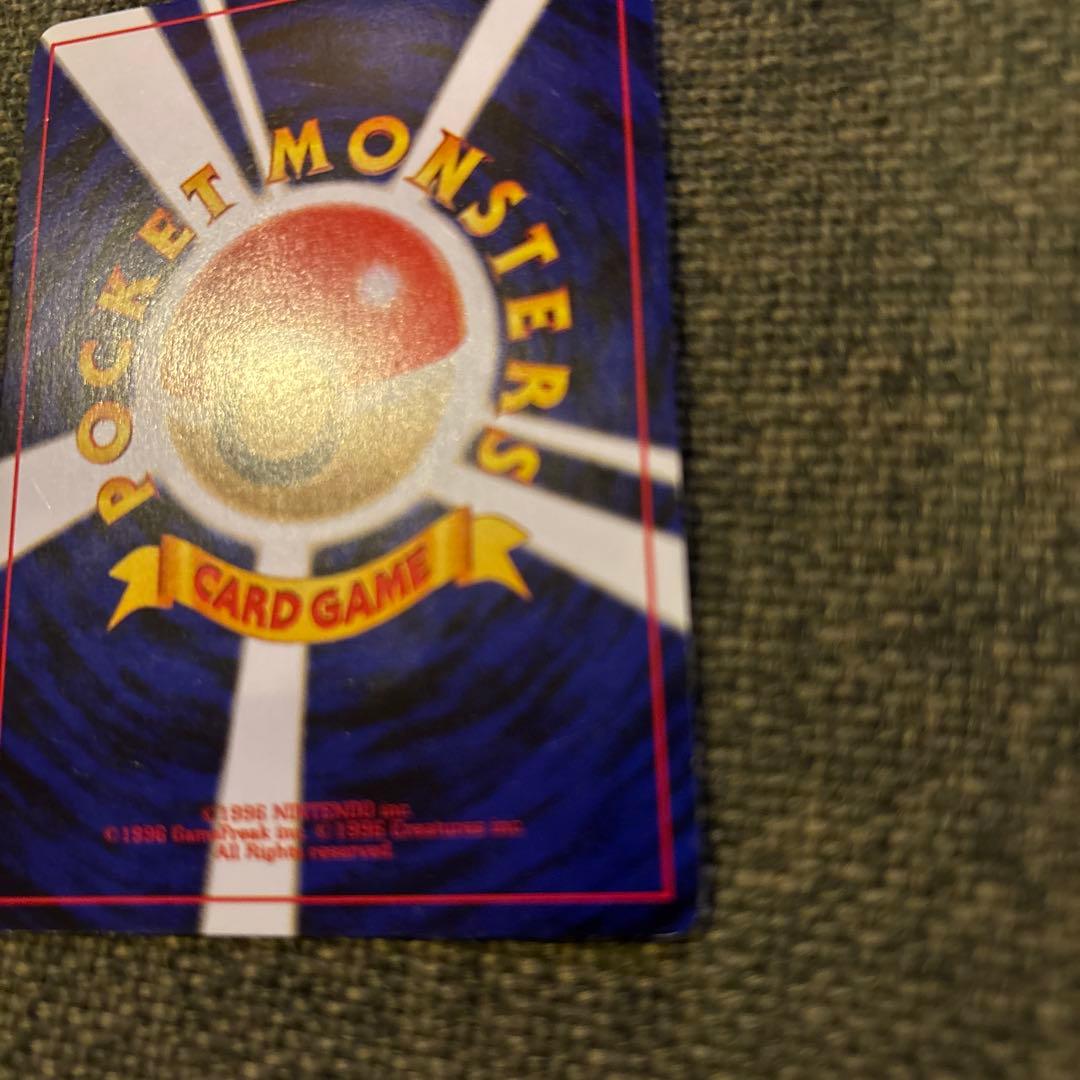 POCKET MONSTERS
CARD GAME
©1996 NINTENDO inc.
©1996 GameFreak inc. ©1996 Creatures inc.
All Rights reserved.